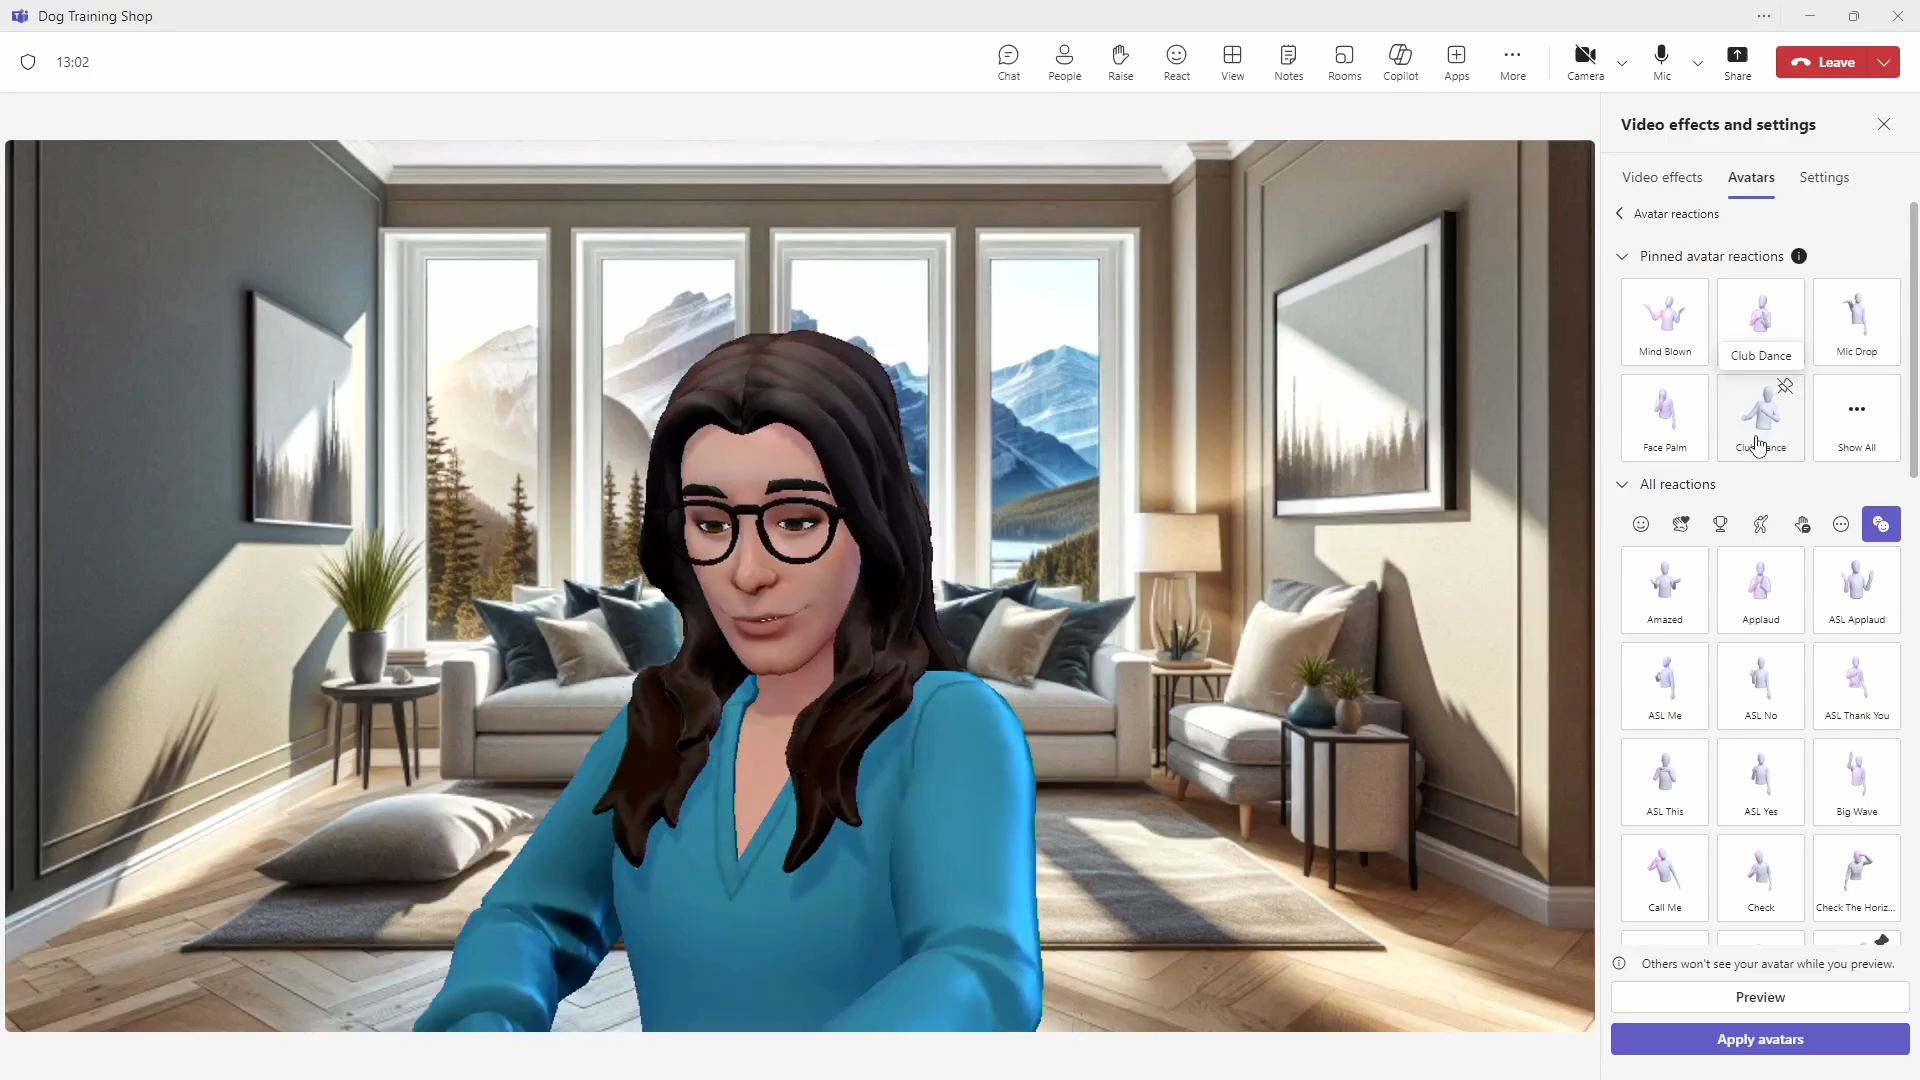 Dog Training Shop
13:02
Chat
People
Raise
React
View
Notes
Rooms
Copilot
Apps
More
Camera
Mic
Share
Leave
Video effects and settings
Video effects
Avatars
Settings
Avatar reactions
Pinned avatar reactions
Mind Blown
Club Dance
Mic Drop
Face Palm
Club Dance
Show All
All reactions
Amazed
Applaud
ASL Applaud
ASL Me
ASL No
ASL Thank You
ASL This
ASL Yes
Big Wave
Call Me
Check
Check The Horiz...
Others won't see your avatar while you preview.
Preview
Apply avatars